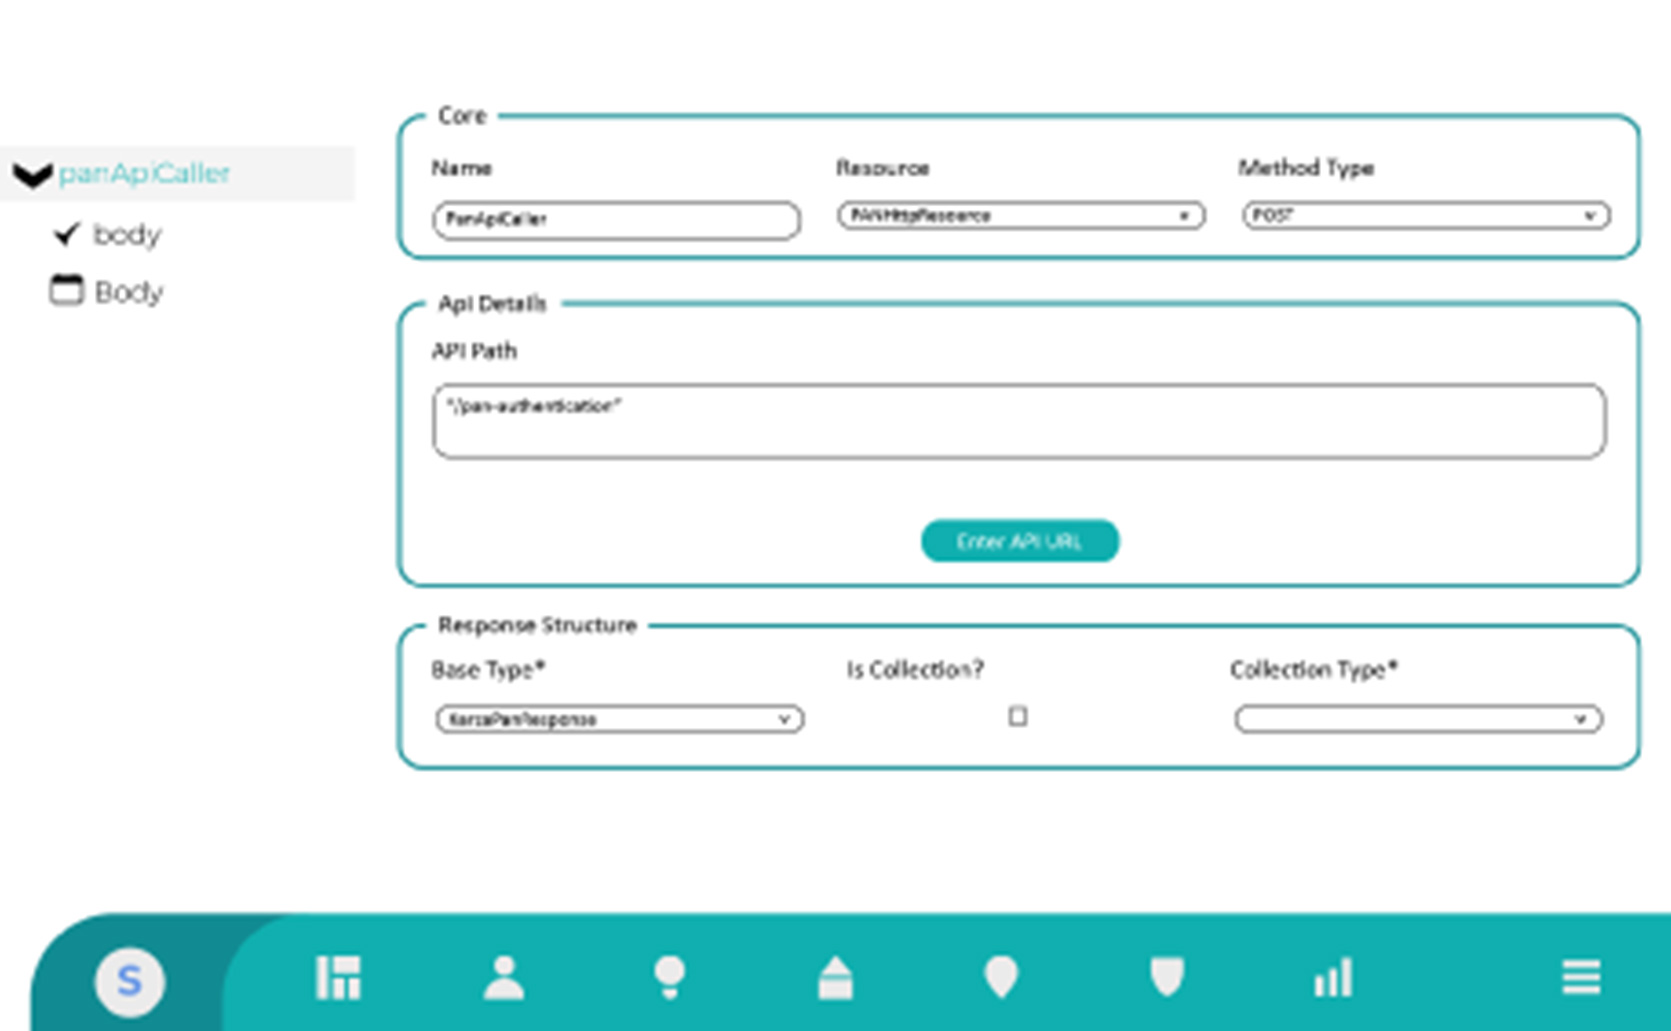 Core
panApiCaller
Name Resource Method Type
PanApiCaller PANHttpResource POST
body
Body
Api Details
API Path
"/pan-authentication"
Enter API URL
Response Structure
Base Type* Is Collection? Collection Type*
KarzaPanResponse
S